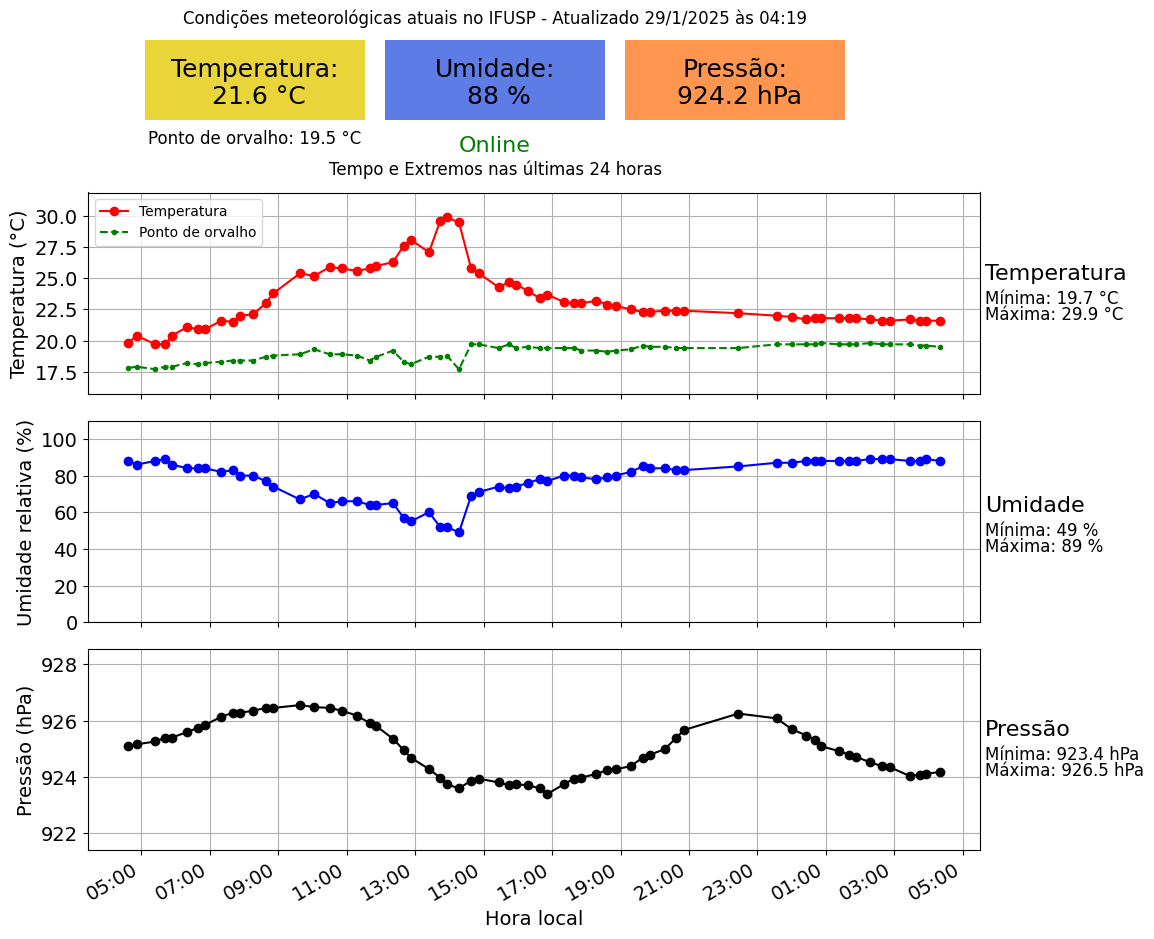 Condições meteorológicas atuais no IFUSP - Atualizado 29/1/2025 às 04:19
Temperatura:
21.6 °C
Umidade:
88 %
Pressão:
924.2 hPa
Ponto de orvalho: 19.5 °C
Online
Tempo e Extremos nas últimas 24 horas
Temperatura (°C)
30.0
27.5
25.0
22.5
20.0
17.5
Temperatura
Ponto de orvalho
Temperatura
Mínima: 19.7 °C
Máxima: 29.9 °C
Umidade relativa (%)
100
80
60
40
20
0
Umidade
Mínima: 49 %
Máxima: 89 %
Pressão (hPa)
928
926
924
922
Pressão
Mínima: 923.4 hPa
Máxima: 926.5 hPa
05:00 07:00 09:00 11:00 13:00 15:00 17:00 19:00 21:00 23:00 01:00 03:00 05:00
Hora local